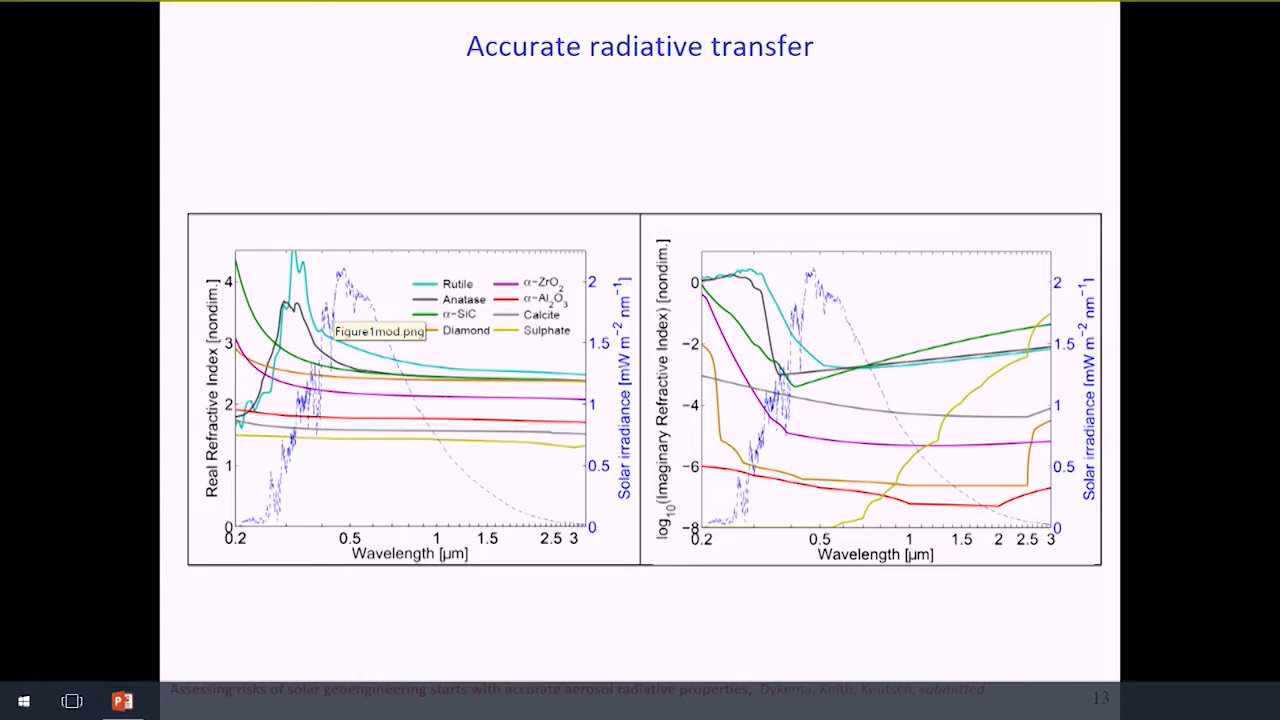 Accurate radiative transfer
Real Refractive Index [nondim.]
4
3
2
1
0
0.2
0.5
1
1.5
2.5
3
Wavelength [µm]
Rutile
Anatase
α−SiC
Diamond
α−ZrO2
α−Al2O3
Calcite
Sulphate
Figure1mod.png
2
1.5
1
0.5
0
Solar irradiance [mW m−2 nm−1]
log10(Imaginary Refractive Index) [nondim.]
0
−2
−4
−6
−8
0.2
0.5
1
1.5
2
2.5
3
Wavelength [µm]
2
1.5
1
0.5
0
Solar irradiance [mW m−2 nm−1]
Assessing risks of solar geoengineering starts with accurate aerosol radiative properties, Dykema, Keith, Keutsch, submitted
13